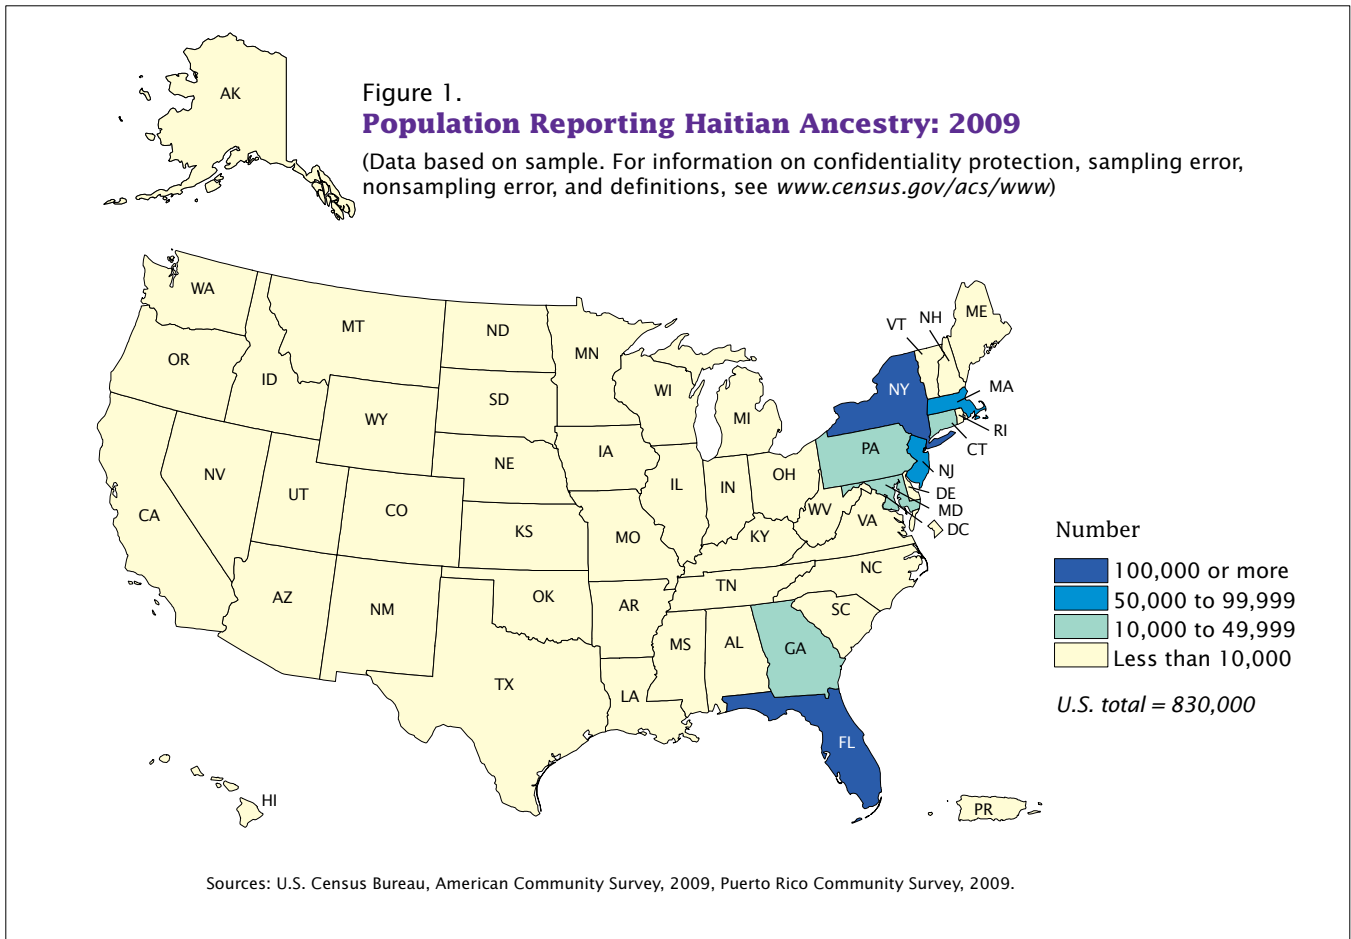 AK
Figure 1.
Population Reporting Haitian Ancestry: 2009
(Data based on sample. For information on confidentiality protection, sampling error,
nonsampling error, and definitions, see www.census.gov/acs/www)
WA
MT
ND
MN
OR
ID
WY
SD
WI
MI
VT
NH
ME
NY
MA
RI
CT
NJ
PA
DE
MD
DC
NV
UT
CO
NE
IA
IL
IN
OH
WV
VA
CA
KS
MO
KY
NC
TN
SC
AZ
NM
OK
AR
MS
AL
GA
TX
LA
FL
HI
PR
Number
100,000 or more
50,000 to 99,999
10,000 to 49,999
Less than 10,000
U.S. total = 830,000
Sources: U.S. Census Bureau, American Community Survey, 2009, Puerto Rico Community Survey, 2009.